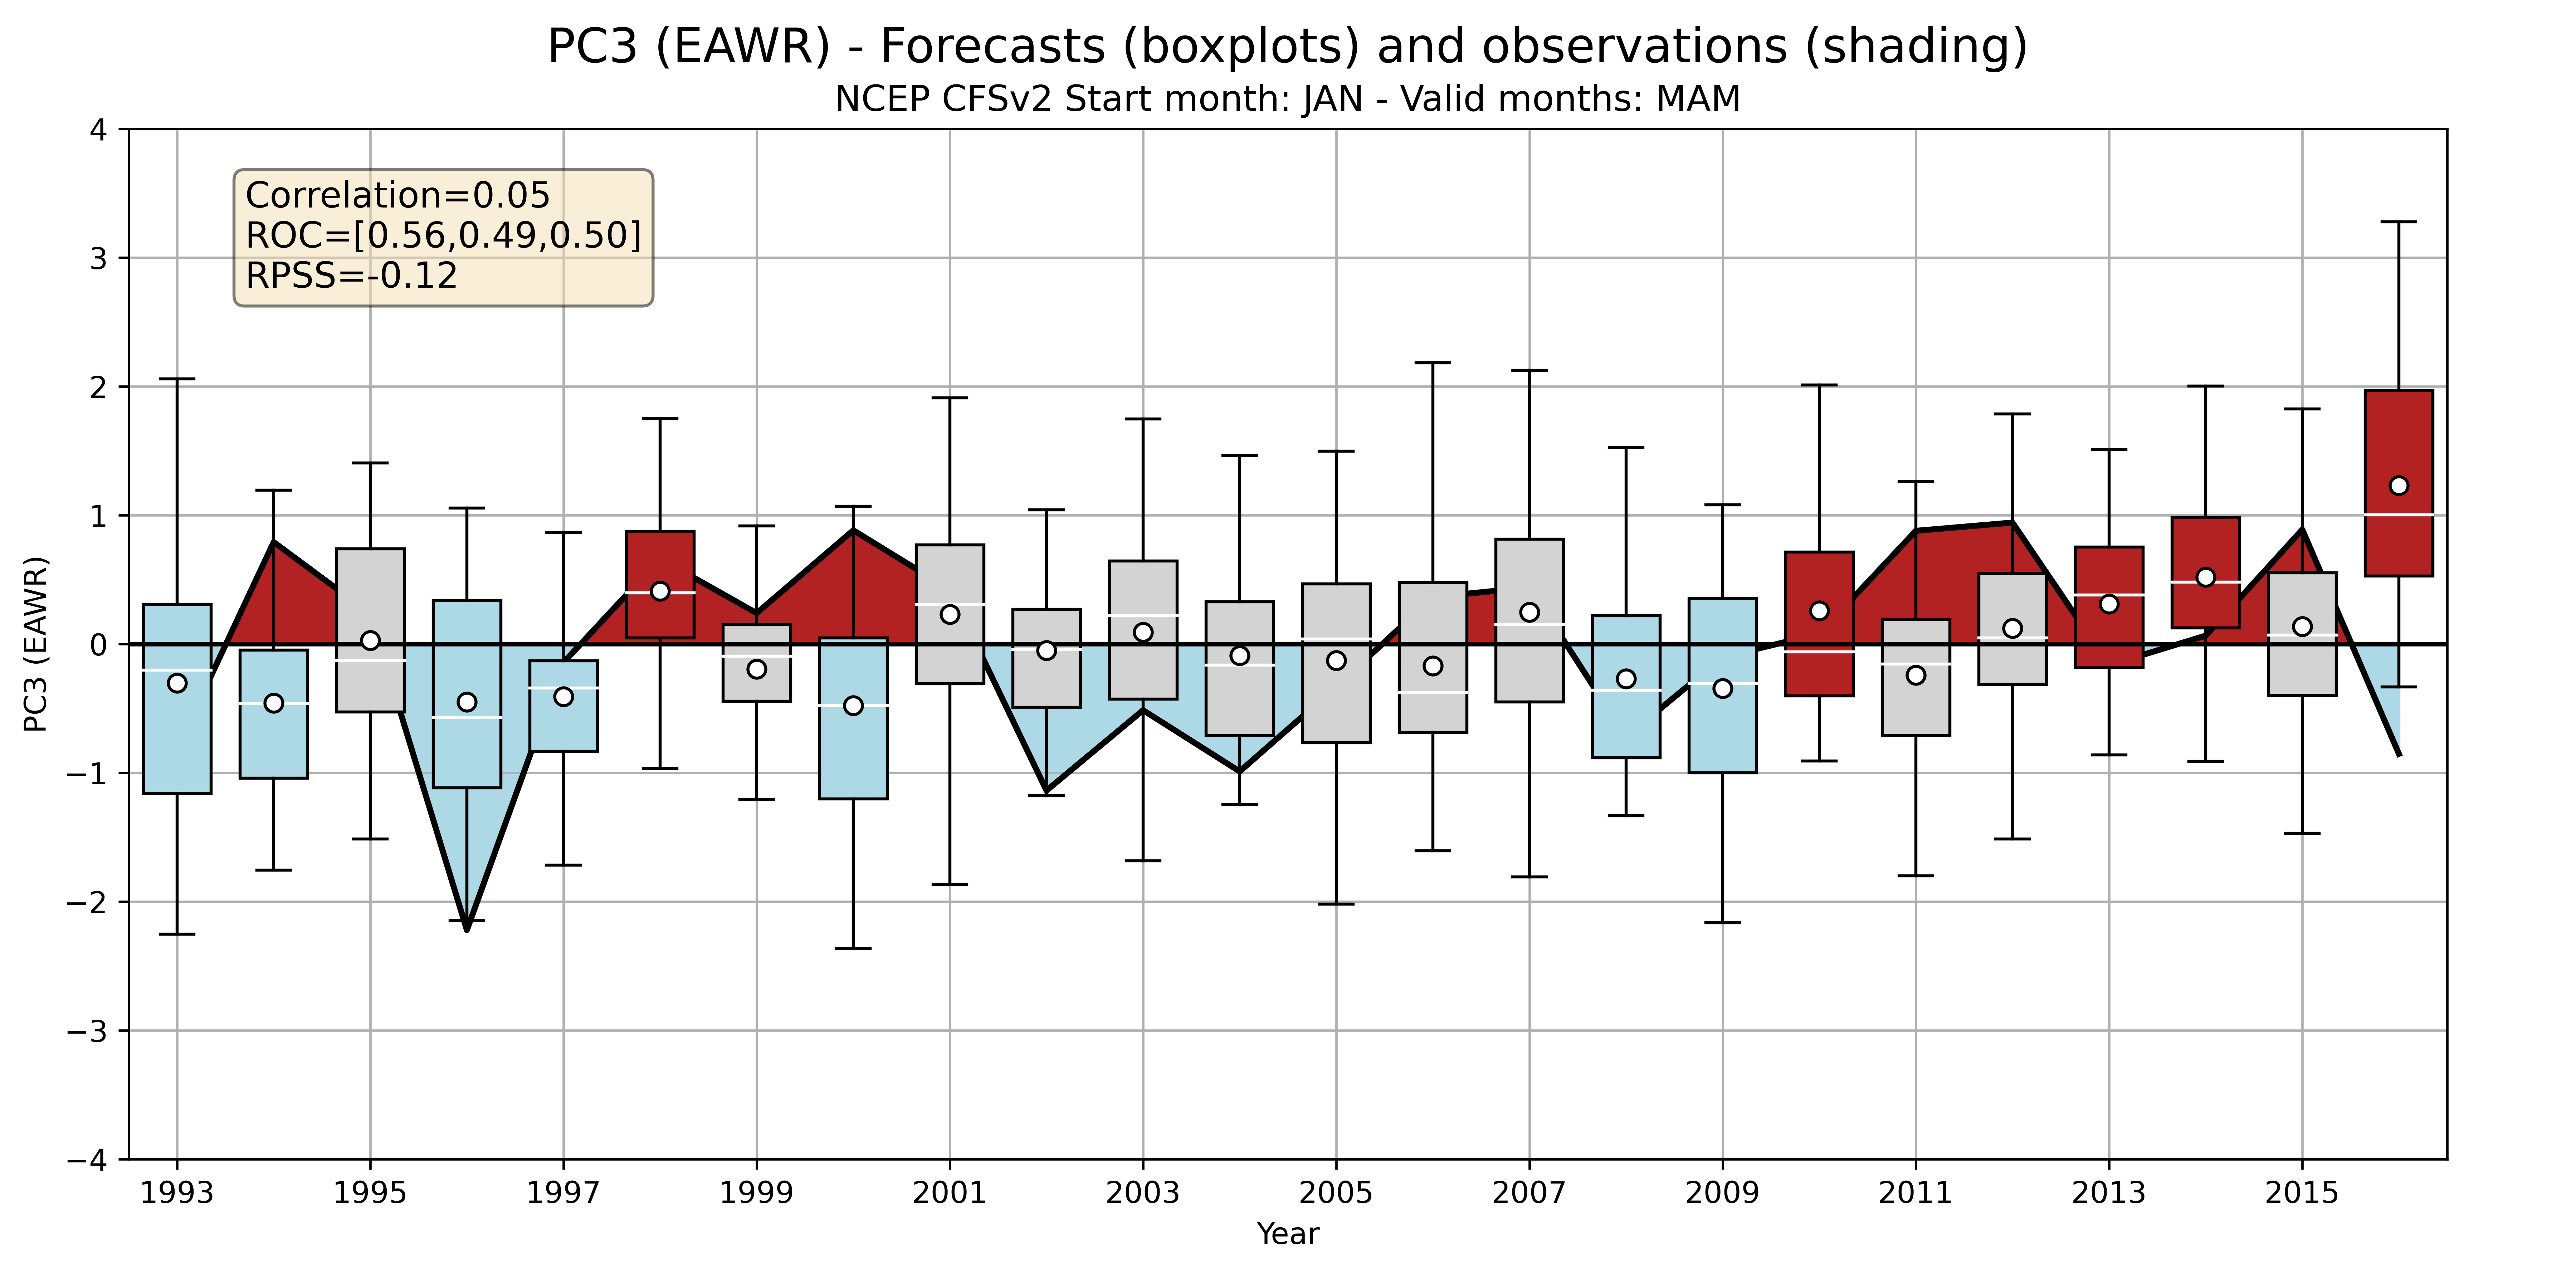 PC3 (EAWR) - Forecasts (boxplots) and observations (shading)
NCEP CFSv2 Start month: JAN - Valid months: MAM
Correlation=0.05
ROC=[0.56,0.49,0.50]
RPSS=-0.12
PC3 (EAWR)
4
3
2
1
0
−1
−2
−3
−4
1993 1995 1997 1999 2001 2003 2005 2007 2009 2011 2013 2015
Year